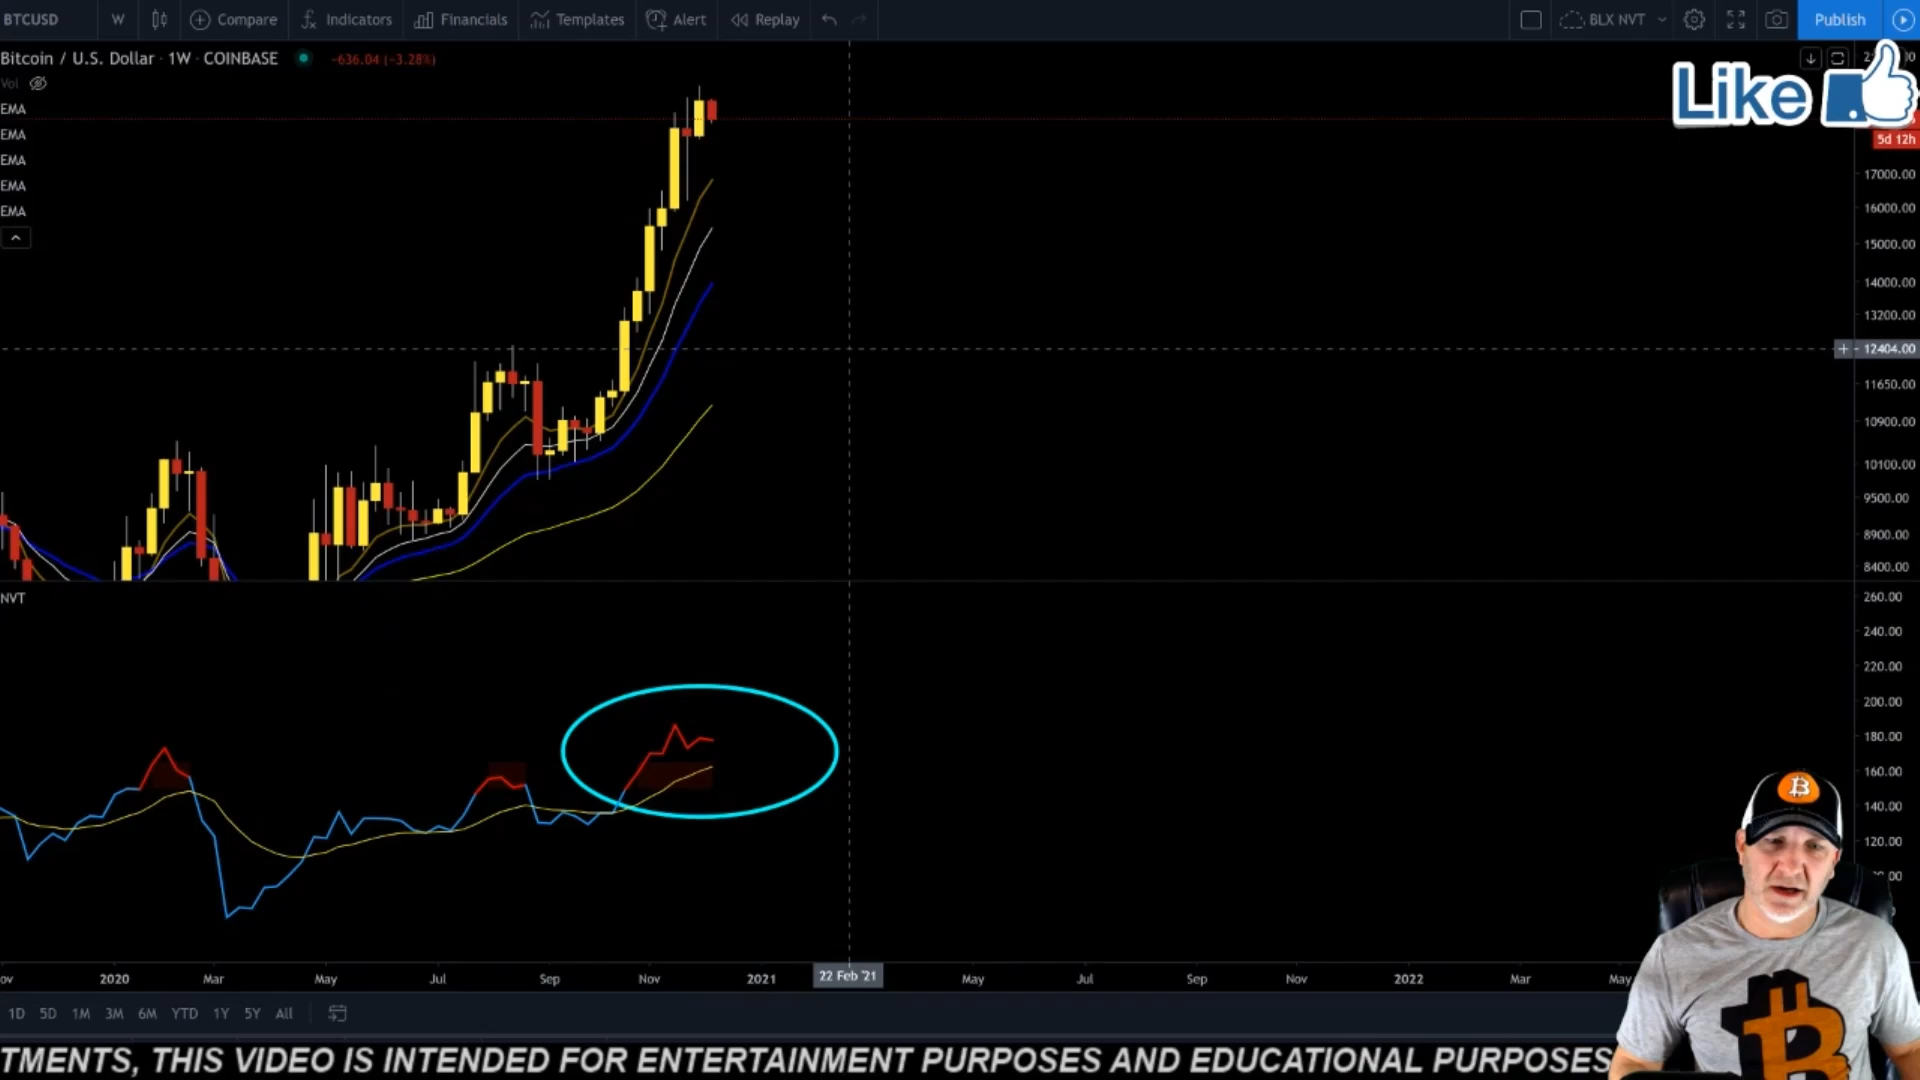 BTCUSD W Compare Indicators Financials Templates Alert Replay BLX NVT Publish
Bitcoin / U.S. Dollar · 1W · COINBASE -636.04 (-3.28%)
Vol
EMA
EMA
EMA
EMA
EMA
Like
5d 12h
17000.00
16000.00
15000.00
14000.00
13200.00
12404.00
11650.00
10900.00
10100.00
9500.00
8900.00
8400.00
NVT
260.00
240.00
220.00
200.00
180.00
160.00
140.00
120.00
ov 2020 Mar May Jul Sep Nov 2021 22 Feb '21 May Jul Sep Nov 2022 Mar May
1D 5D 1M 3M 6M YTD 1Y 5Y All
TMENTS, THIS VIDEO IS INTENDED FOR ENTERTAINMENT PURPOSES AND EDUCATIONAL PURPOSES